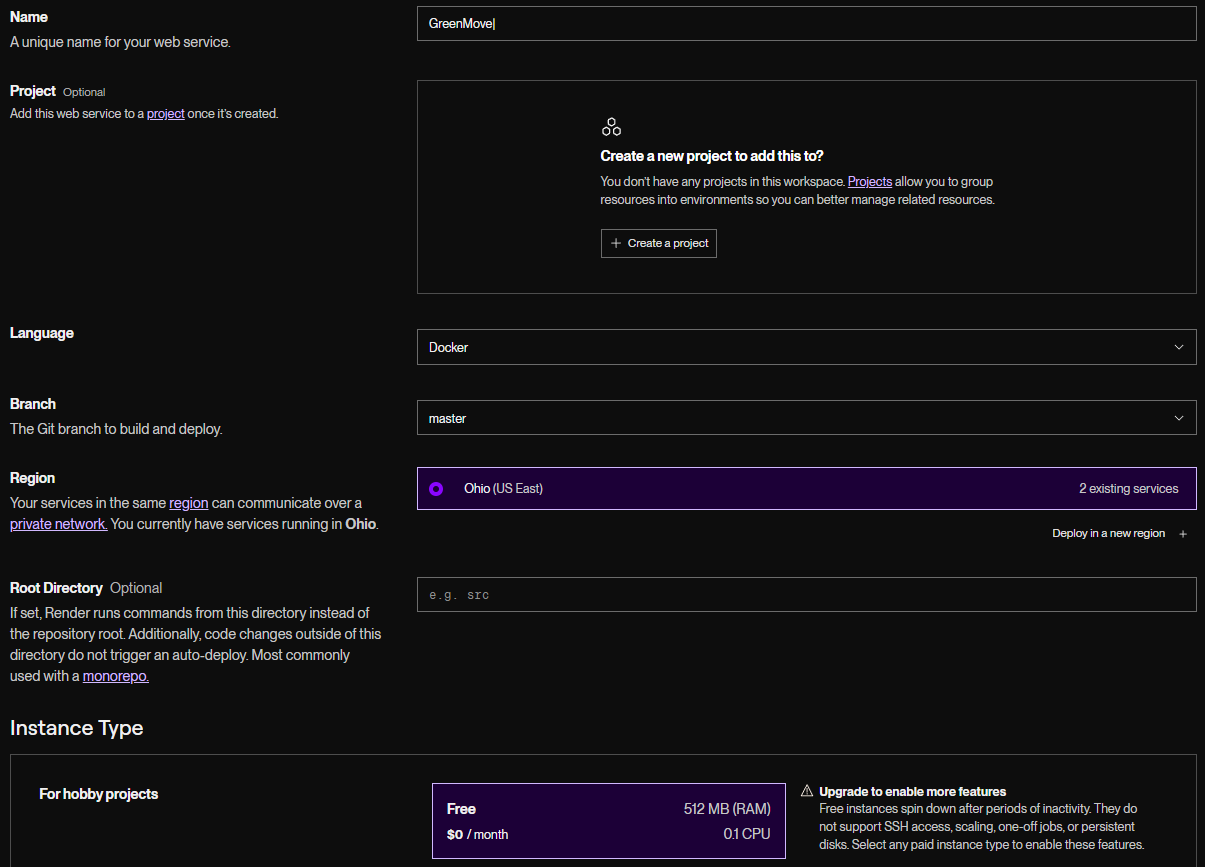 Name
A unique name for your web service.
GreenMove
Project Optional
Add this web service to a project once it's created.
Create a new project to add this to?
You don't have any projects in this workspace. Projects allow you to group
resources into environments so you can better manage related resources.
+ Create a project
Language
Docker
Branch
The Git branch to build and deploy.
master
Region
Your services in the same region can communicate over a
private network. You currently have services running in Ohio.
Ohio (US East)
2 existing services
Deploy in a new region +
Root Directory Optional
If set, Render runs commands from this directory instead of
the repository root. Additionally, code changes outside of this
directory do not trigger an auto-deploy. Most commonly
used with a monorepo.
e.g. src
Instance Type
For hobby projects
Free
512 MB (RAM)
$0 / month
0.1 CPU
Upgrade to enable more features
Free instances spin down after periods of inactivity. They do
not support SSH access, scaling, one-off jobs, or persistent
disks. Select any paid instance type to enable these features.